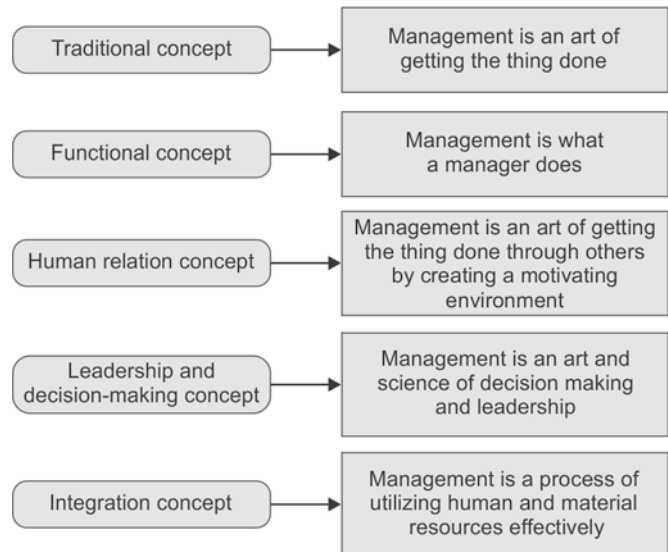 Traditional concept
Management is an art of
getting the thing done
Functional concept
Management is what
a manager does
Human relation concept
Management is an art of getting
the thing done through others
by creating a motivating
environment
Leadership and
decision-making concept
Management is an art and
science of decision making
and leadership
Integration concept
Management is a process of
utilizing human and material
resources effectively